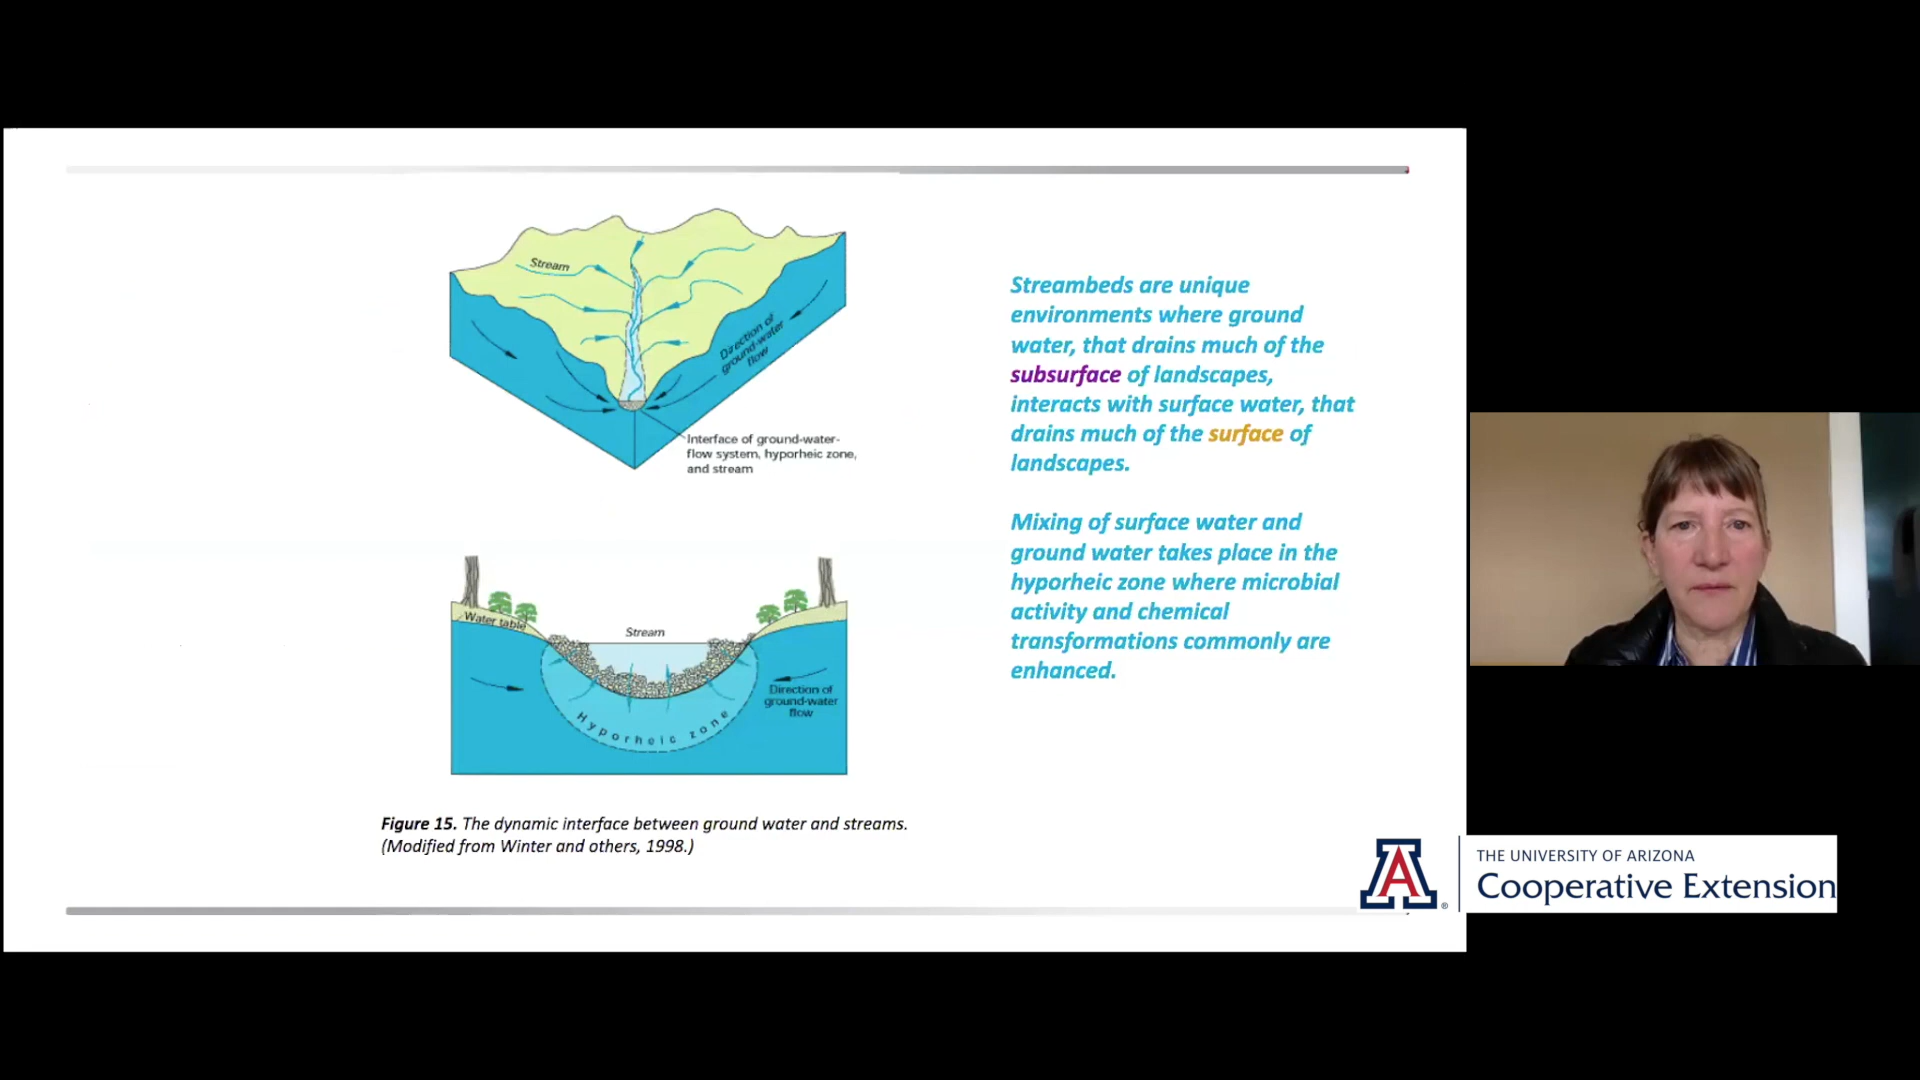 Stream
Direction of
ground-water
flow
Interface of ground-water-
flow system, hyporheic zone,
and stream
Water table
Stream
Direction of
ground-water
flow
Hyporheic zone
Figure 15. The dynamic interface between ground water and streams.
(Modified from Winter and others, 1998.)
Streambeds are unique
environments where ground
water, that drains much of the
subsurface of landscapes,
interacts with surface water, that
drains much of the surface of
landscapes.
Mixing of surface water and
ground water takes place in the
hyporheic zone where microbial
activity and chemical
transformations commonly are
enhanced.
A®
THE UNIVERSITY OF ARIZONA
Cooperative Extension